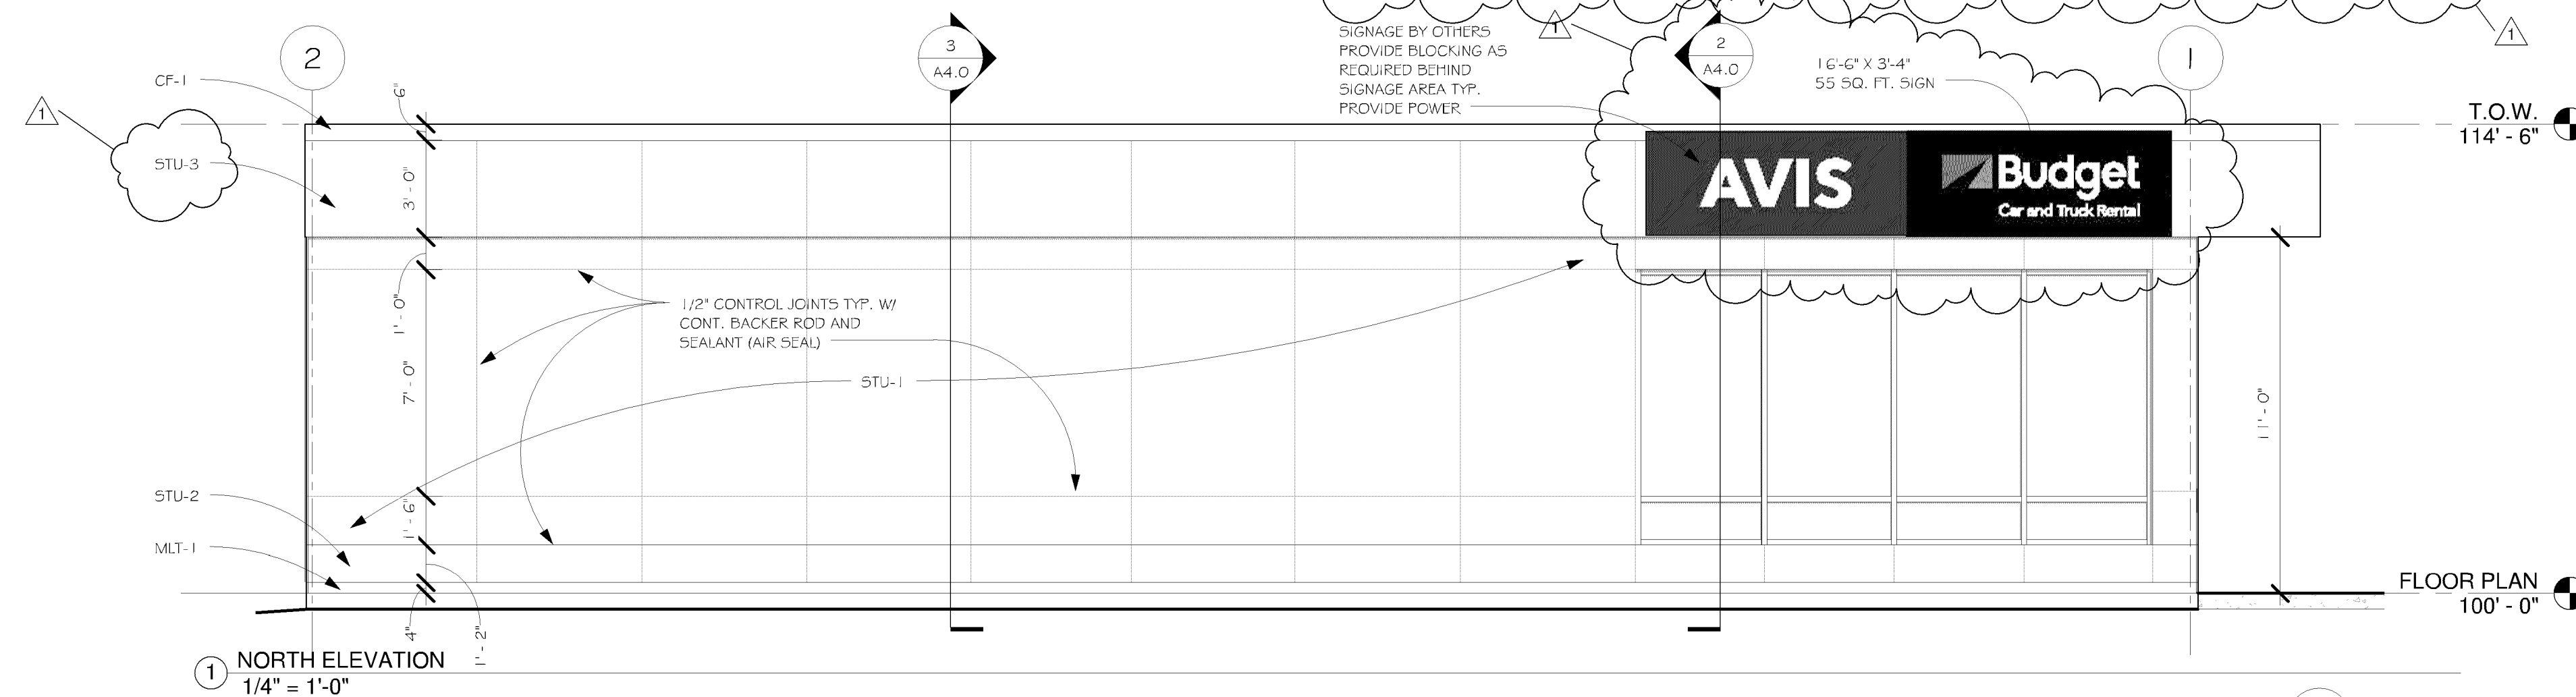 SIGNAGE BY OTHERS
PROVIDE BLOCKING AS
REQUIRED BEHIND
SIGNAGE AREA TYP.
PROVIDE POWER
1
1
2
3
A4.0
2
A4.0
1
16'-6" X 3'-4"
55 SQ. FT. SIGN
CF-1
6"
1
STU-3
3' - 0"
T.O.W.
114' - 6"
AVIS
Budget
Car and Truck Rental
1' - 0"
1/2" CONTROL JOINTS TYP. W/
CONT. BACKER ROD AND
SEALANT (AIR SEAL)
7' - 0"
STU-1
11' - 0"
STU-2
1' - 6"
MLT-1
FLOOR PLAN
100' - 0"
4"
1' - 2"
1
NORTH ELEVATION
1/4" = 1'-0"